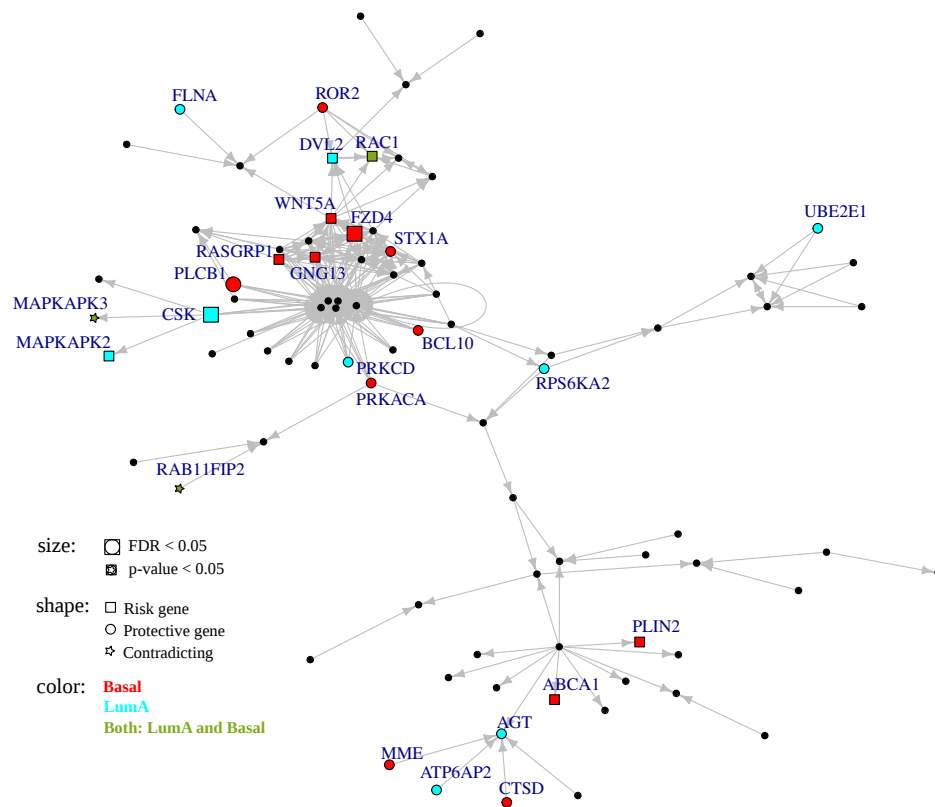 FLNA
ROR2
DVL2
RAC1
WNT5A
FZD4
UBE2E1
STX1A
RASGRP1
GNG13
PLCB1
MAPKAPK3
CSK
MAPKAPK2
BCL10
PRKCD
RPS6KA2
PRKACA
RAB11FIP2
size:
FDR < 0.05
p-value < 0.05
shape:
Risk gene
Protective gene
Contradicting
color:
Basal
LumA
Both: LumA and Basal
PLIN2
ABCA1
AGT
MME
ATP6AP2
CTSD